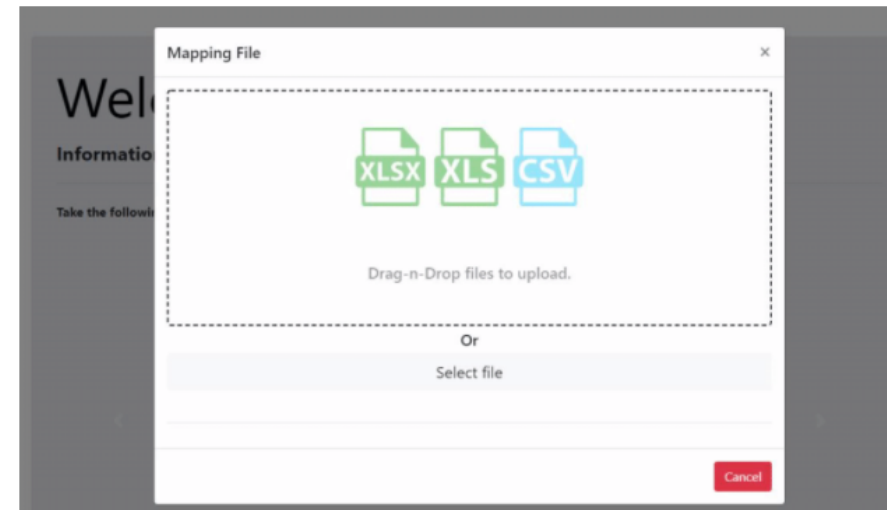 Mapping File ×
Wel
Informatio
Take the followi
XLSX XLS CSV
Drag-n-Drop files to upload.
Or
Select file
Cancel